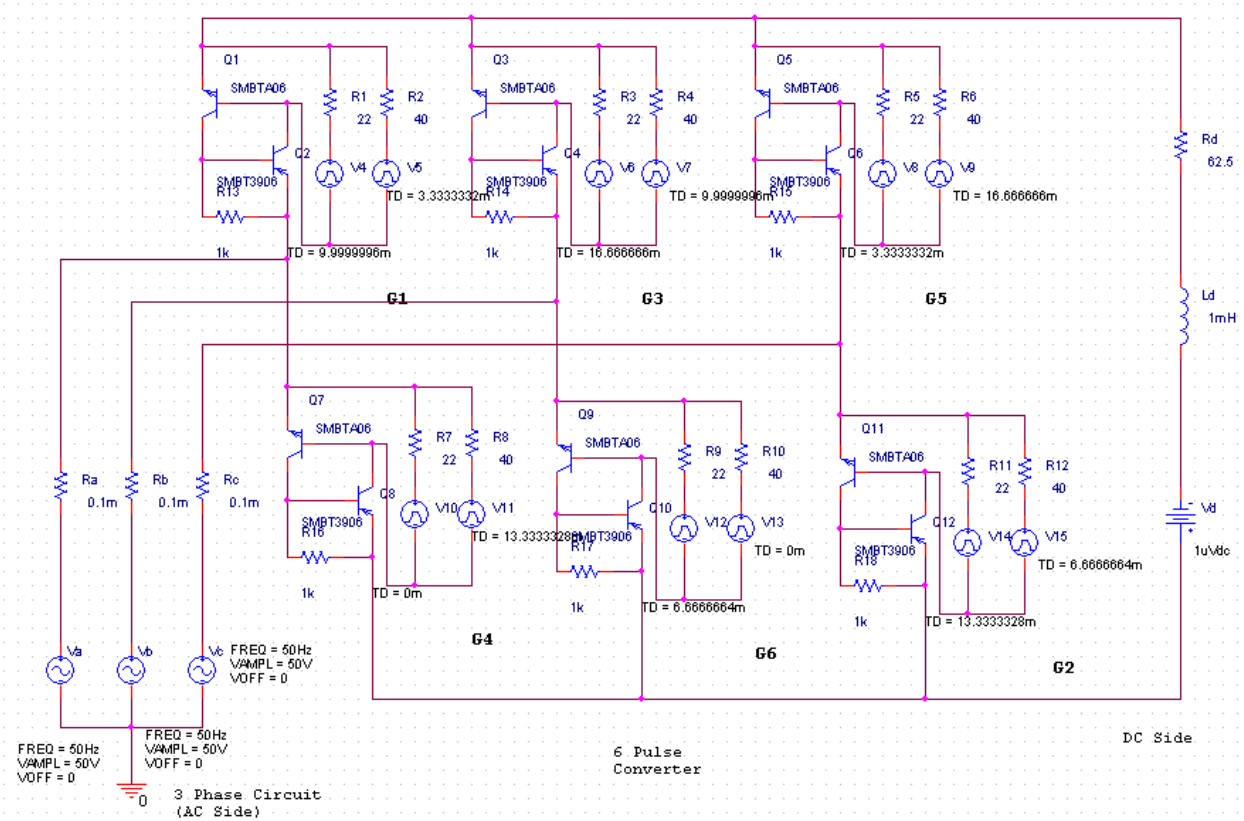 Q1
SMBTA06
R1
22
R2
40
Q2
SMBT3906
V4
V5
R13
TD = 3.3333332m
1k
TD = 9.9999996m
G1
Q3
SMBTA06
R3
22
R4
40
Q4
SMBT3906
V6
V7
R14
TD = 9.9999996m
1k
TD = 16.666666m
G3
Q5
SMBTA06
R5
22
R6
40
Q6
SMBT3906
V8
V9
R15
TD = 16.666666m
1k
TD = 3.3333332m
G5
Rd
62.5
Ld
1mH
Vd
1uVdc
Q7
SMBTA06
R7
22
R8
40
Q8
SMBT3906
V10
V11
R16
TD = 13.3333328m
1k
TD = 0m
G4
Q9
SMBTA06
R9
22
R10
40
Q10
SMBT3906
V12
V13
R17
TD = 0m
1k
TD = 6.6666664m
G6
Q11
SMBTA06
R11
22
R12
40
Q12
SMBT3906
V14
V15
R18
TD = 6.6666664m
1k
TD = 13.3333328m
G2
Ra
0.1m
Rb
0.1m
Rc
0.1m
Va
Vb
Vc
FREQ = 50Hz
VAMPL = 50V
VOFF = 0
FREQ = 50Hz
VAMPL = 50V
VOFF = 0
FREQ = 50Hz
VAMPL = 50V
VOFF = 0
0
3 Phase Circuit
(AC Side)
6 Pulse
Converter
DC Side